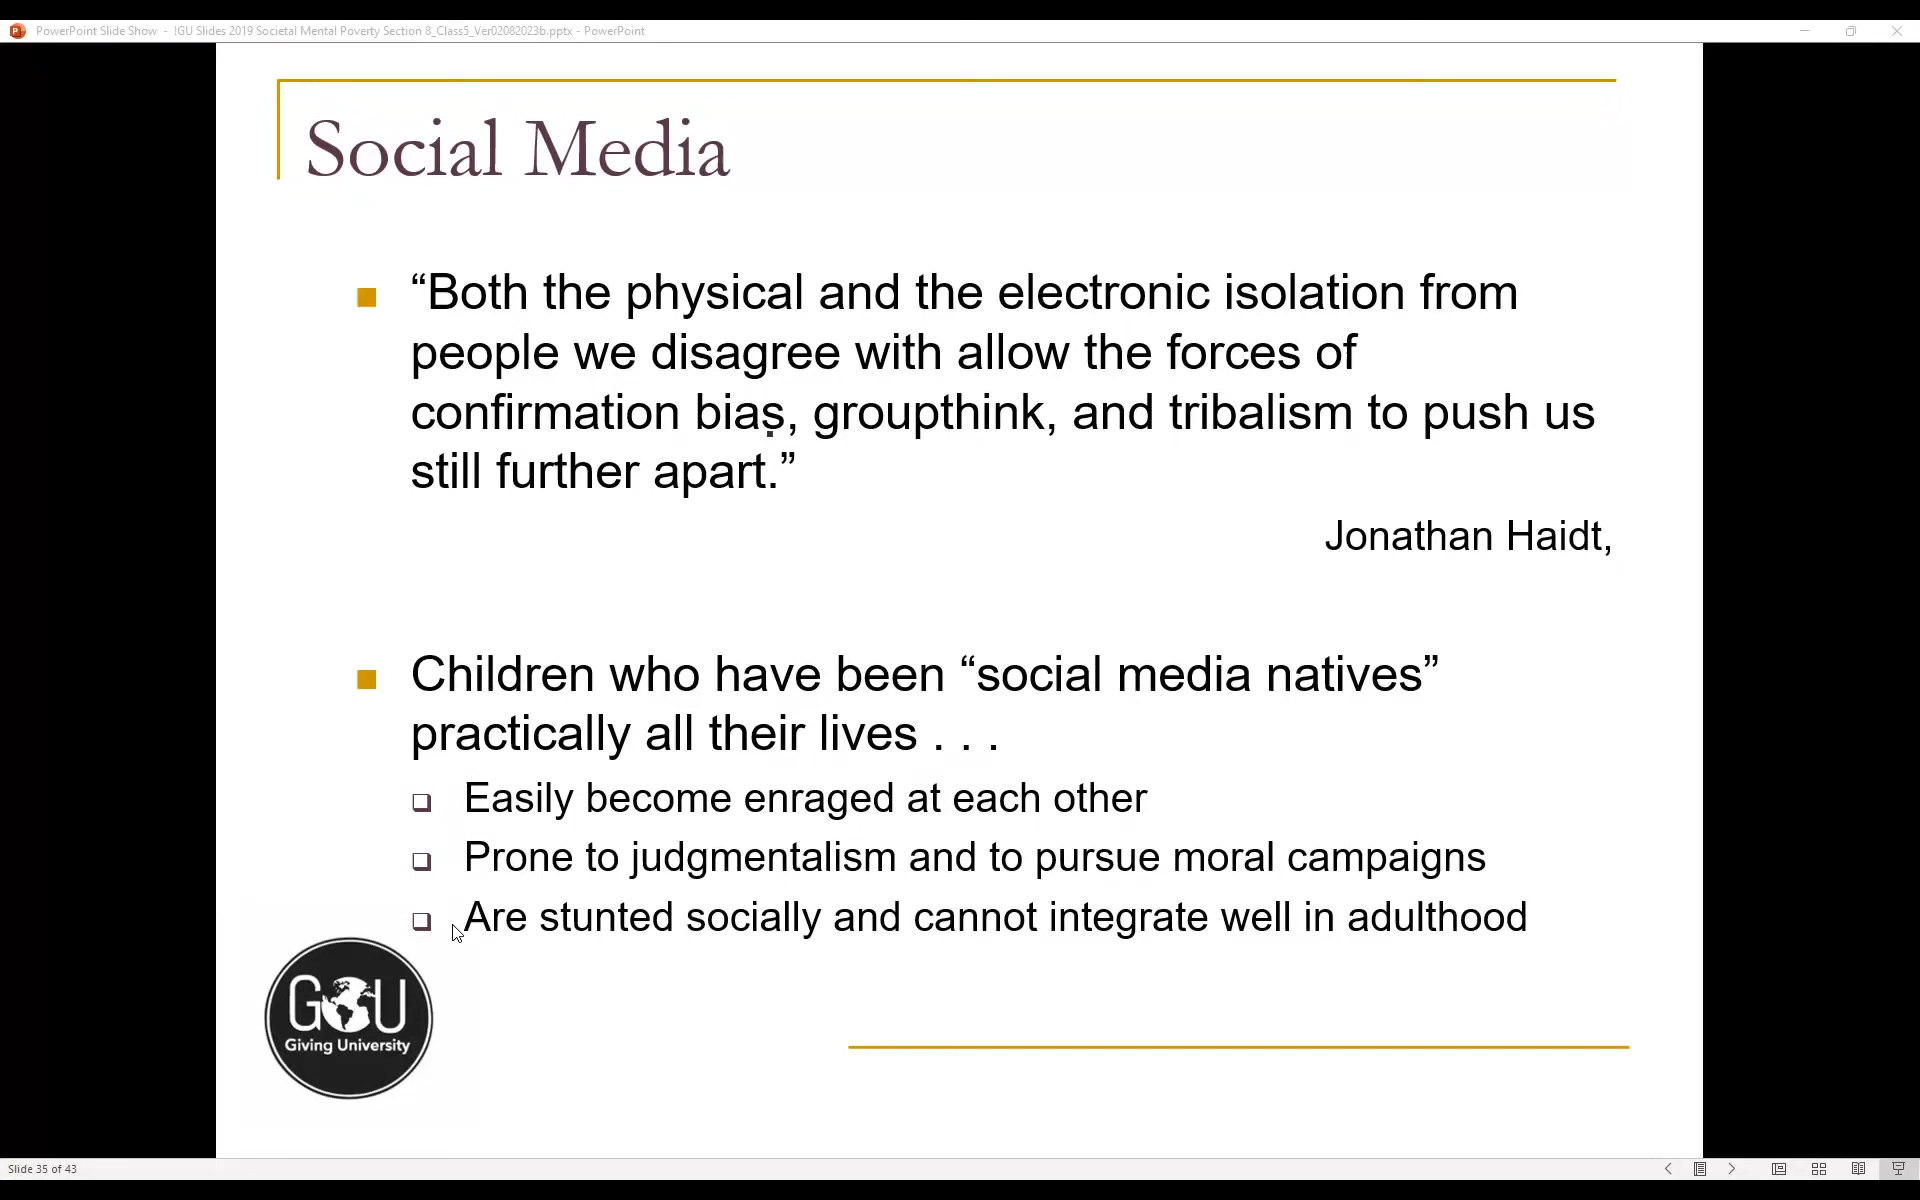 PowerPoint Slide Show - !GU Slides 2019 Societal Mental Poverty Section 8_Class5_Ver02082023b.pptx - PowerPoint
Social Media
“Both the physical and the electronic isolation from
people we disagree with allow the forces of
confirmation bias, groupthink, and tribalism to push us
still further apart.”
Jonathan Haidt,
Children who have been “social media natives”
practically all their lives . . .
Easily become enraged at each other
Prone to judgmentalism and to pursue moral campaigns
Are stunted socially and cannot integrate well in adulthood
GU
Giving University
Slide 35 of 43